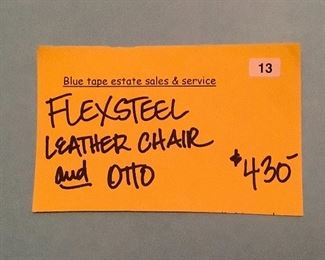 13
Blue tape estate sales & service
FLEXSTEEL
LEATHER CHAIR
and OTTO $430-